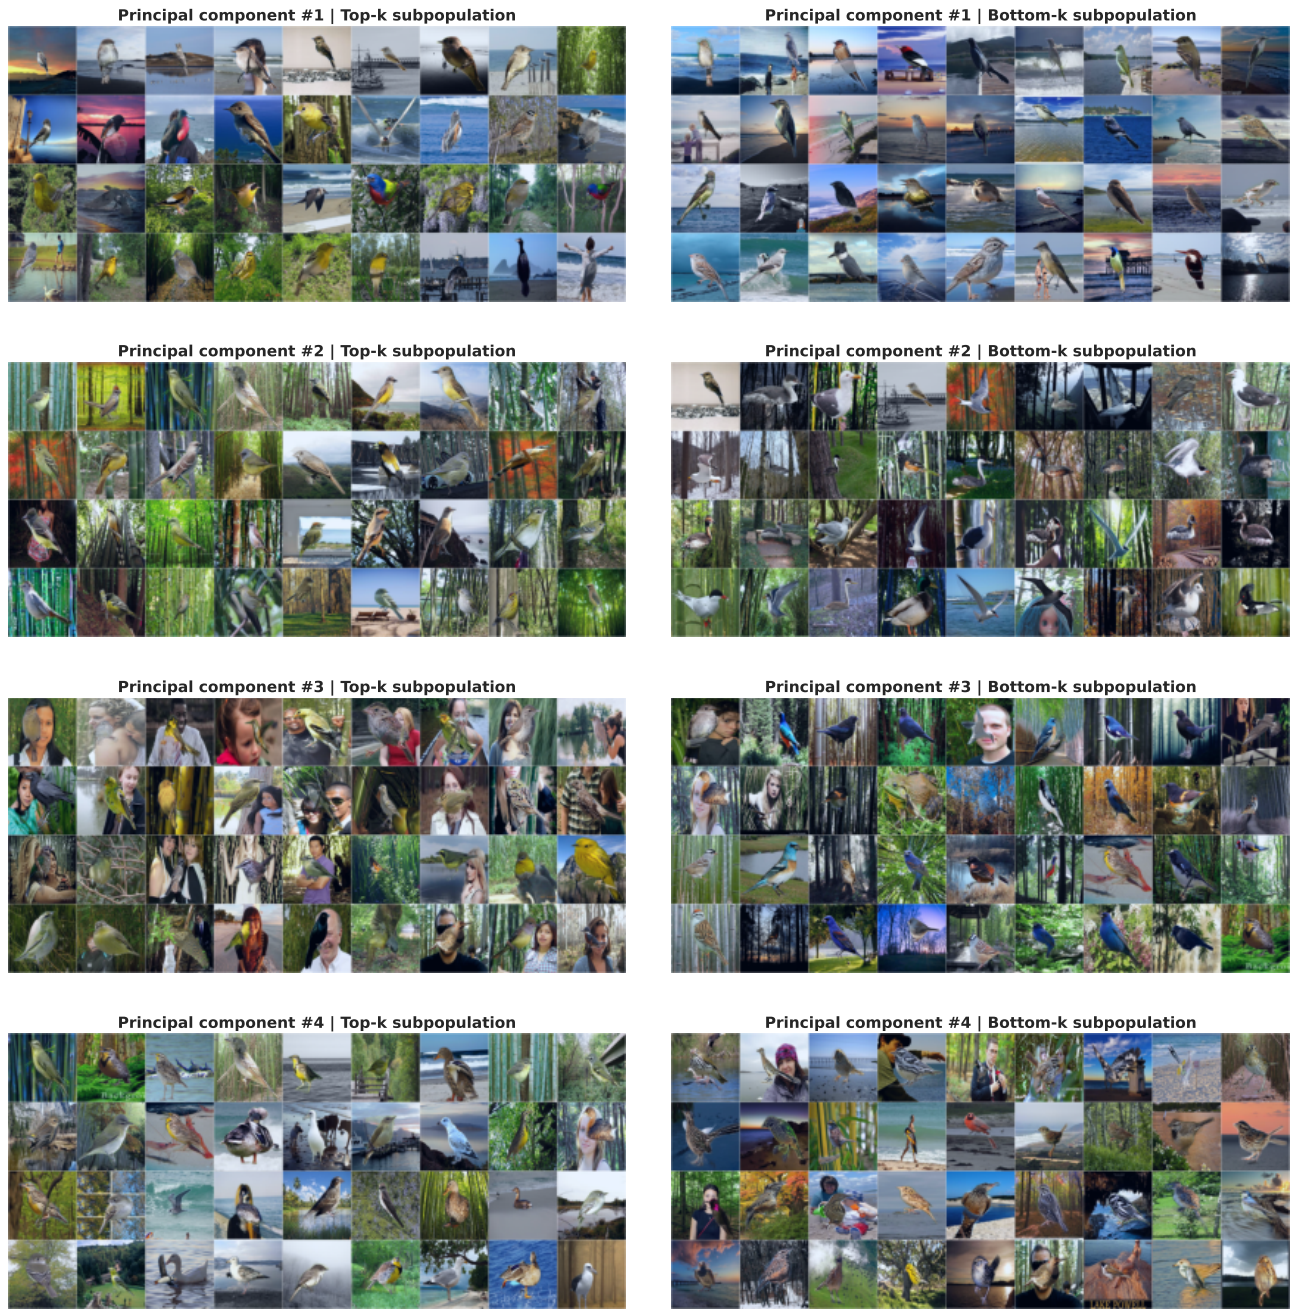 Principal component #1 | Top-k subpopulation
Principal component #1 | Bottom-k subpopulation
Principal component #2 | Top-k subpopulation
Principal component #2 | Bottom-k subpopulation
Principal component #3 | Top-k subpopulation
Principal component #3 | Bottom-k subpopulation
Principal component #4 | Top-k subpopulation
Principal component #4 | Bottom-k subpopulation
LAKE POWELL